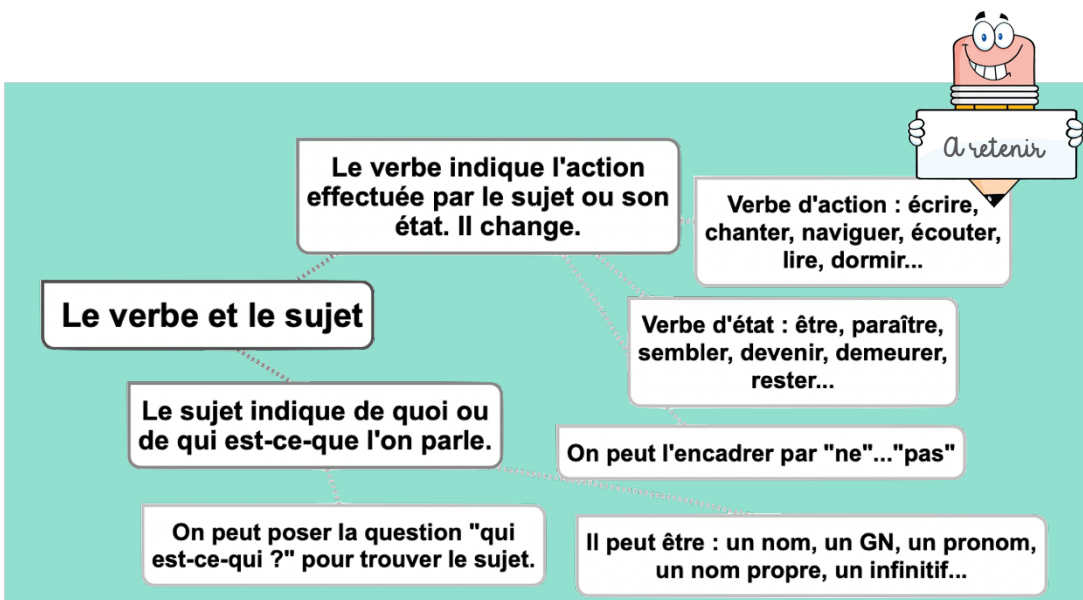 A retenir
Le verbe indique l'action
effectuée par le sujet ou son
état. Il change.
Verbe d'action : écrire,
chanter, naviguer, écouter,
lire, dormir...
Le verbe et le sujet
Verbe d'état : être, paraître,
sembler, devenir, demeurer,
rester...
Le sujet indique de quoi ou
de qui est-ce-que l'on parle.
On peut l'encadrer par "ne"..."pas"
On peut poser la question "qui
est-ce-qui ?" pour trouver le sujet.
Il peut être : un nom, un GN, un pronom,
un nom propre, un infinitif...